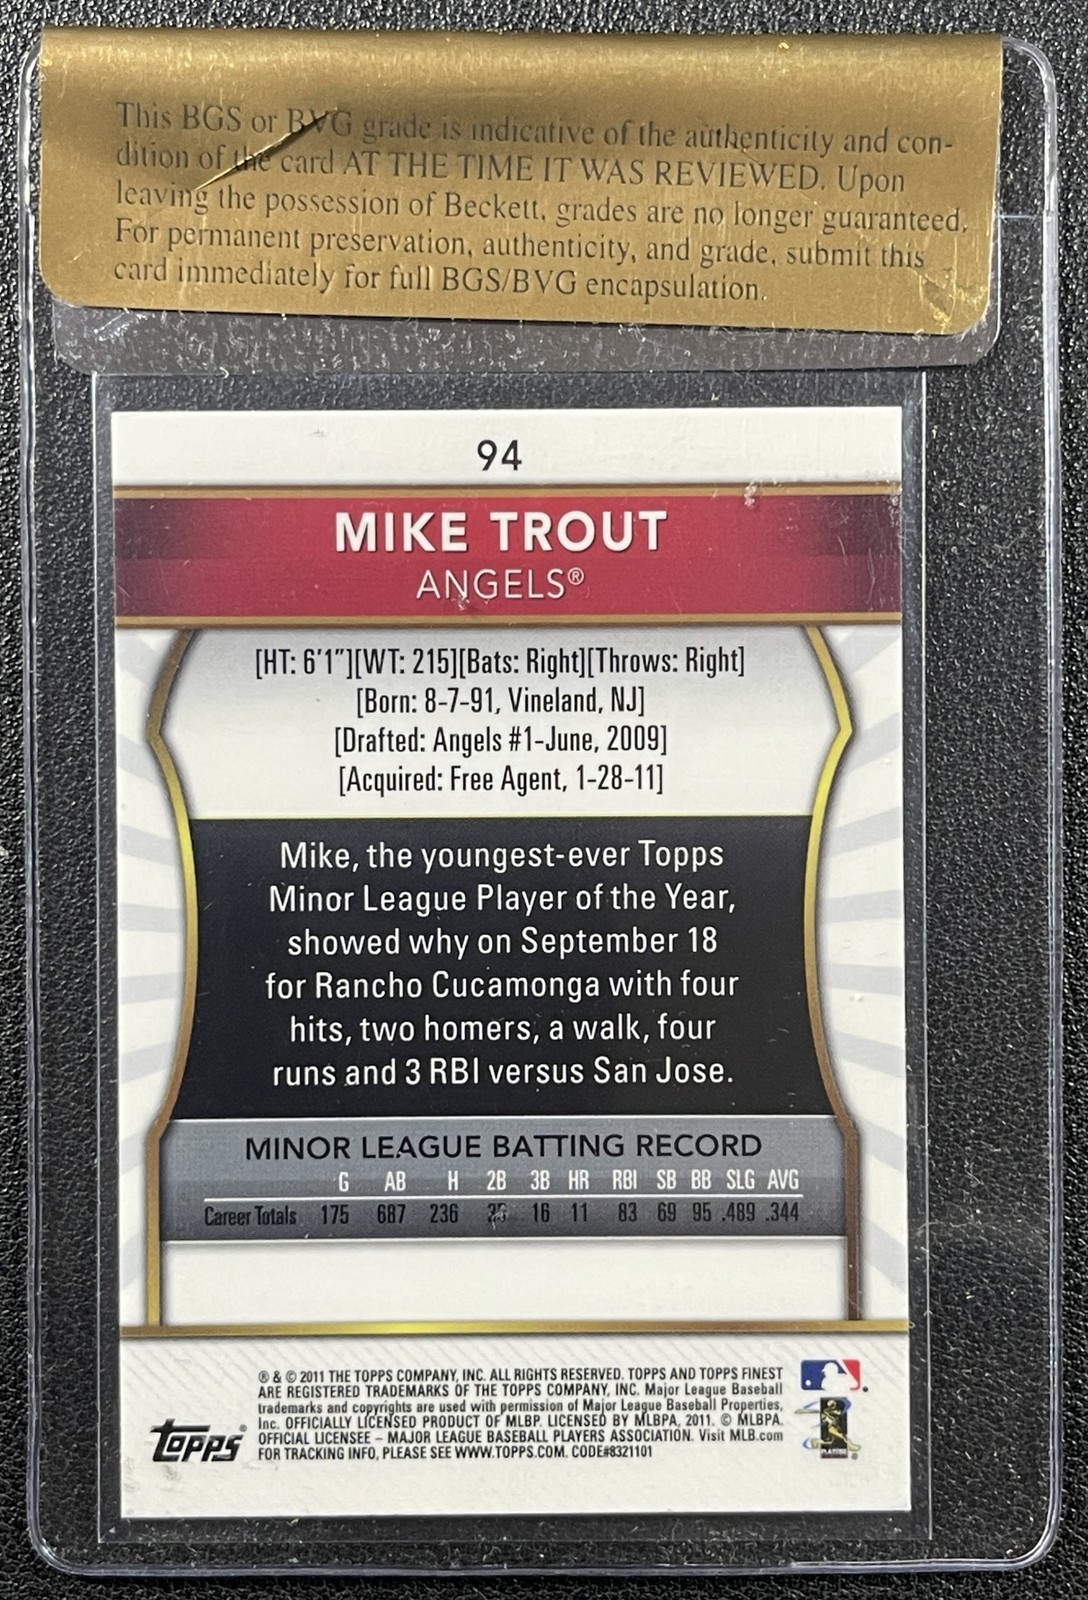 This BGS or BVG grade is indicative of the authenticity and con-
dition of the card AT THE TIME IT WAS REVIEWED. Upon
leaving the possession of Beckett, grades are no longer guaranteed.
For permanent preservation, authenticity, and grade, submit this
card immediately for full BGS/BVG encapsulation.
94
MIKE TROUT
ANGELS®
[HT: 6'1"][WT: 215][Bats: Right][Throws: Right]
[Born: 8-7-91, Vineland, NJ]
[Drafted: Angels #1-June, 2009]
[Acquired: Free Agent, 1-28-11]
Mike, the youngest-ever Topps
Minor League Player of the Year,
showed why on September 18
for Rancho Cucamonga with four
hits, two homers, a walk, four
runs and 3 RBI versus San Jose.
MINOR LEAGUE BATTING RECORD
G AB H 2B 3B HR RBI SB BB SLG AVG
Career Totals 175 687 236 16 11 83 69 95 .489 .344
® & © 2011 THE TOPPS COMPANY, INC. ALL RIGHTS RESERVED. TOPPS AND TOPPS FINEST
ARE REGISTERED TRADEMARKS OF THE TOPPS COMPANY, INC. Major League Baseball
trademarks and copyrights are used with permission of Major League Baseball Properties,
Inc. OFFICIALLY LICENSED PRODUCT OF MLBP. LICENSED BY MLBPA, 2011. © MLBPA.
OFFICIAL LICENSEE – MAJOR LEAGUE BASEBALL PLAYERS ASSOCIATION. Visit MLB.com
FOR TRACKING INFO, PLEASE SEE WWW.TOPPS.COM. CODE#8321101
topps®